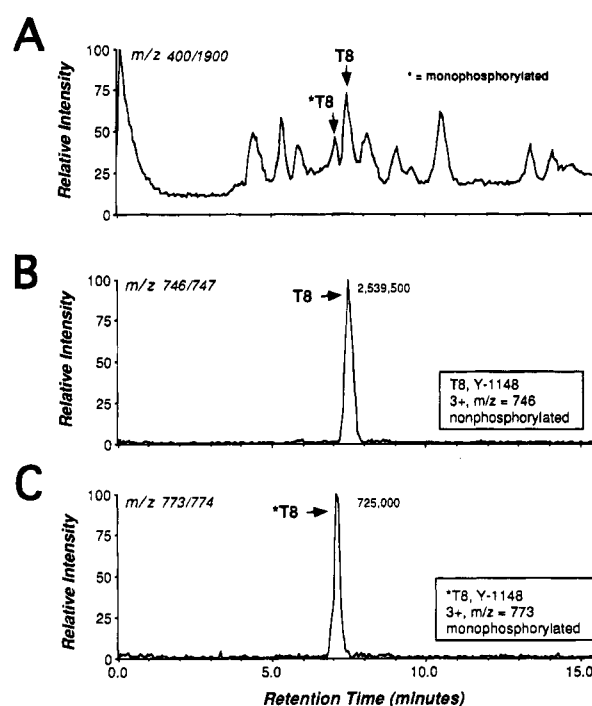 A
m/z 400/1900
T8
*T8
* = monophosphorylated
Relative Intensity
100
75
50
25
0
B
m/z 746/747
T8
2,539,500
Relative Intensity
100
75
50
25
0
T8, Y-1148
3+, m/z = 746
nonphosphorylated
C
m/z 773/774
*T8
725,000
Relative Intensity
100
75
50
25
0
*T8, Y-1148
3+, m/z = 773
monophosphorylated
0.0 5.0 10.0 15.0
Retention Time (minutes)